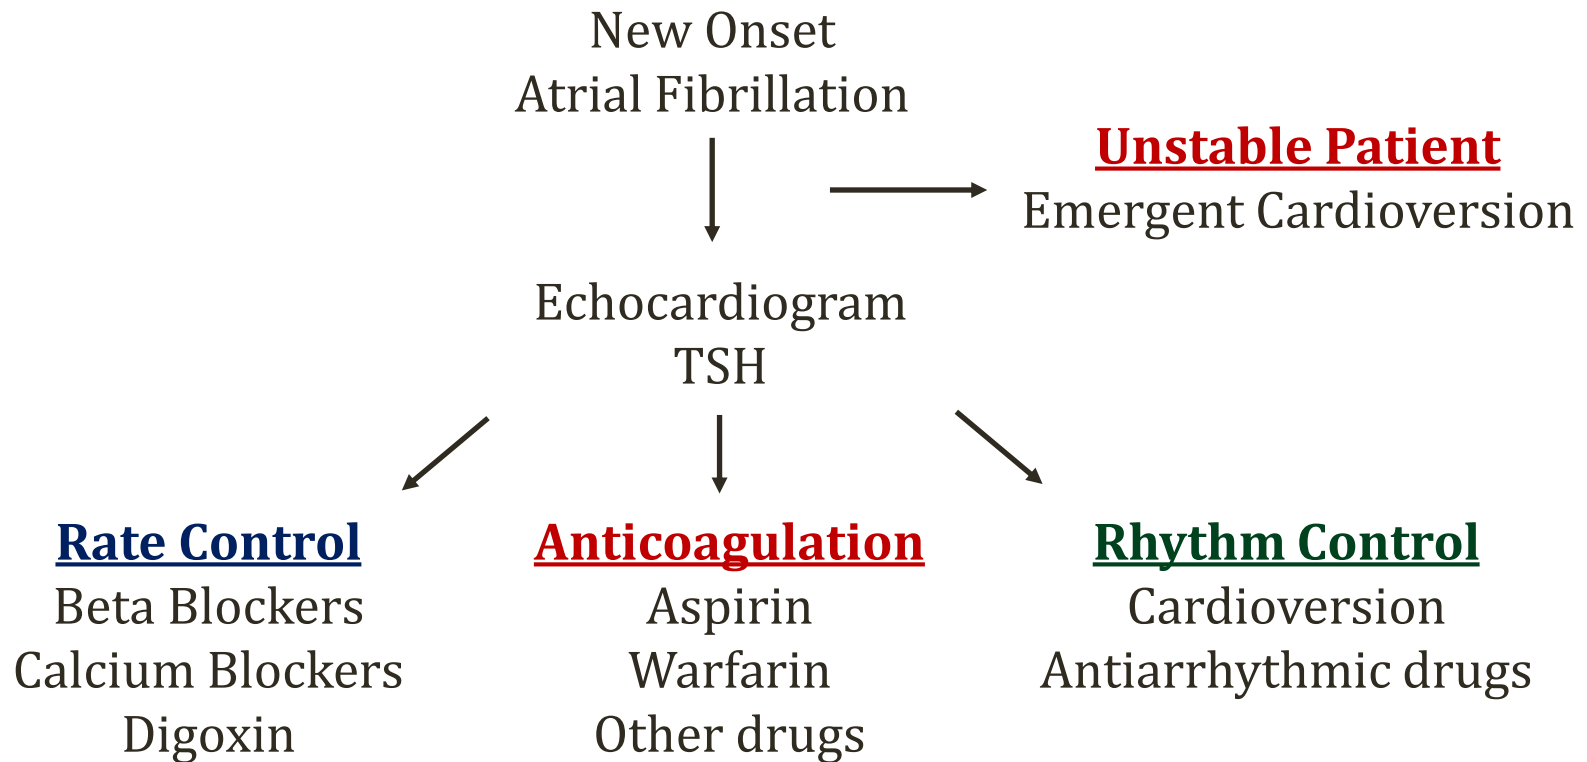 New Onset
Atrial Fibrillation
Unstable Patient
Emergent Cardioversion
Echocardiogram
TSH
Rate Control
Beta Blockers
Calcium Blockers
Digoxin
Anticoagulation
Aspirin
Warfarin
Other drugs
Rhythm Control
Cardioversion
Antiarrhythmic drugs